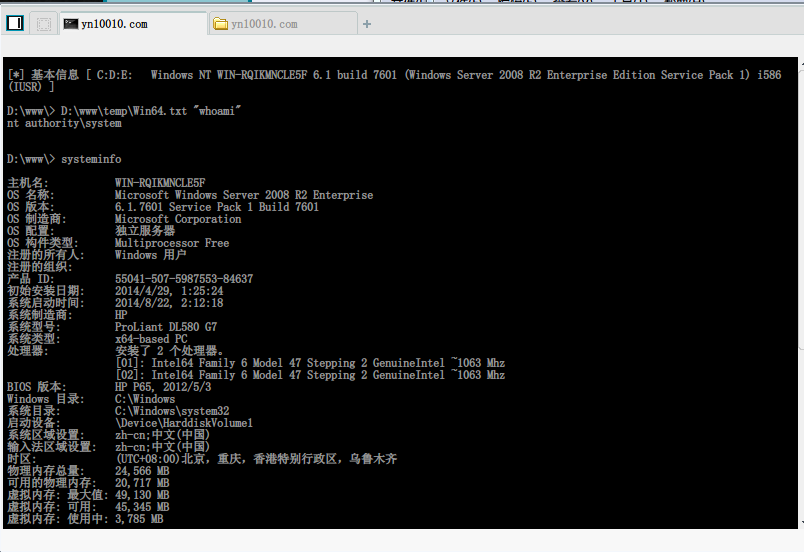 yn10010.com
yn10010.com
[*] 基本信息 [ C:D:E:   Windows NT WIN-RQIKMNCLE5F 6.1 build 7601 (Windows Server 2008 R2 Enterprise Edition Service Pack 1) i586
(IUSR) ]
D:\www\> D:\www\temp\Win64.txt "whoami"
nt authority\system
D:\www\> systeminfo
主机名:           WIN-RQIKMNCLE5F
OS 名称:          Microsoft Windows Server 2008 R2 Enterprise
OS 版本:          6.1.7601 Service Pack 1 Build 7601
OS 制造商:        Microsoft Corporation
OS 配置:          独立服务器
OS 构件类型:      Multiprocessor Free
注册的所有人:     Windows 用户
注册的组织:
产品 ID:          55041-507-5987553-84637
初始安装日期:     2014/4/29, 1:25:24
系统启动时间:     2014/8/22, 2:12:18
系统制造商:       HP
系统型号:         ProLiant DL580 G7
系统类型:         x64-based PC
处理器:           安装了 2 个处理器。
[01]: Intel64 Family 6 Model 47 Stepping 2 GenuineIntel ~1063 Mhz
[02]: Intel64 Family 6 Model 47 Stepping 2 GenuineIntel ~1063 Mhz
BIOS 版本:        HP P65, 2012/5/3
Windows 目录:     C:\Windows
系统目录:         C:\Windows\system32
启动设备:         \Device\HarddiskVolume1
系统区域设置:     zh-cn;中文(中国)
输入法区域设置:   zh-cn;中文(中国)
时区:             (UTC+08:00)北京，重庆，香港特别行政区，乌鲁木齐
物理内存总量:     24,566 MB
可用的物理内存:   20,717 MB
虚拟内存: 最大值: 49,130 MB
虚拟内存: 可用:   45,345 MB
虚拟内存: 使用中: 3,785 MB